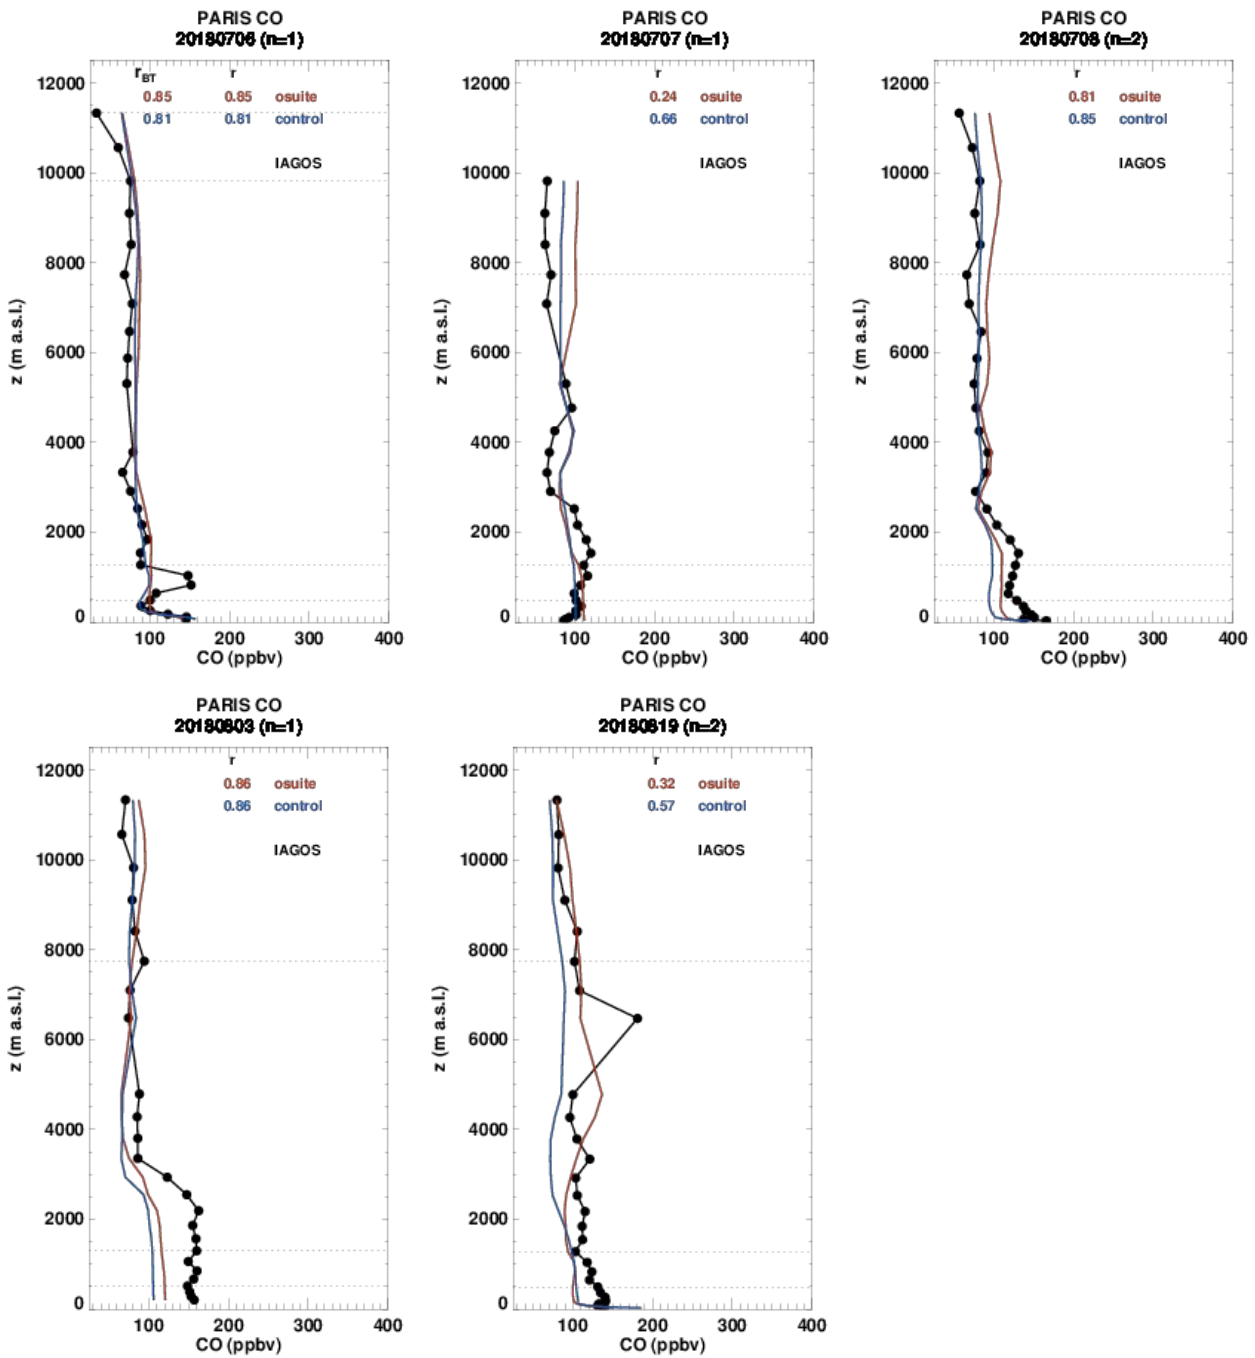 PARIS CO
20180706 (n=1)
r_BT r
0.85 0.85 osuite
0.81 0.81 control
IAGOS
12000
10000
8000
6000
4000
2000
0
z (m a.s.l.)
100 200 300 400
CO (ppbv)
PARIS CO
20180707 (n=1)
r
0.24 osuite
0.66 control
IAGOS
12000
10000
8000
6000
4000
2000
0
z (m a.s.l.)
100 200 300 400
CO (ppbv)
PARIS CO
20180708 (n=2)
r
0.81 osuite
0.85 control
IAGOS
12000
10000
8000
6000
4000
2000
0
z (m a.s.l.)
100 200 300 400
CO (ppbv)
PARIS CO
20180803 (n=1)
r
0.86 osuite
0.86 control
IAGOS
12000
10000
8000
6000
4000
2000
0
z (m a.s.l.)
100 200 300 400
CO (ppbv)
PARIS CO
20180819 (n=2)
r
0.32 osuite
0.57 control
IAGOS
12000
10000
8000
6000
4000
2000
0
z (m a.s.l.)
100 200 300 400
CO (ppbv)